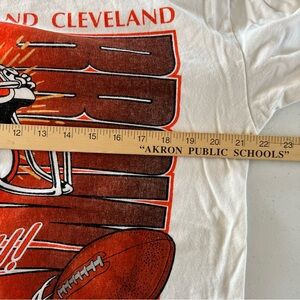 ND CLEVELAND
12 13 14 15 16 17 18 19 20 21 22 23
"AKRON PUBLIC SCHOOLS"
!!